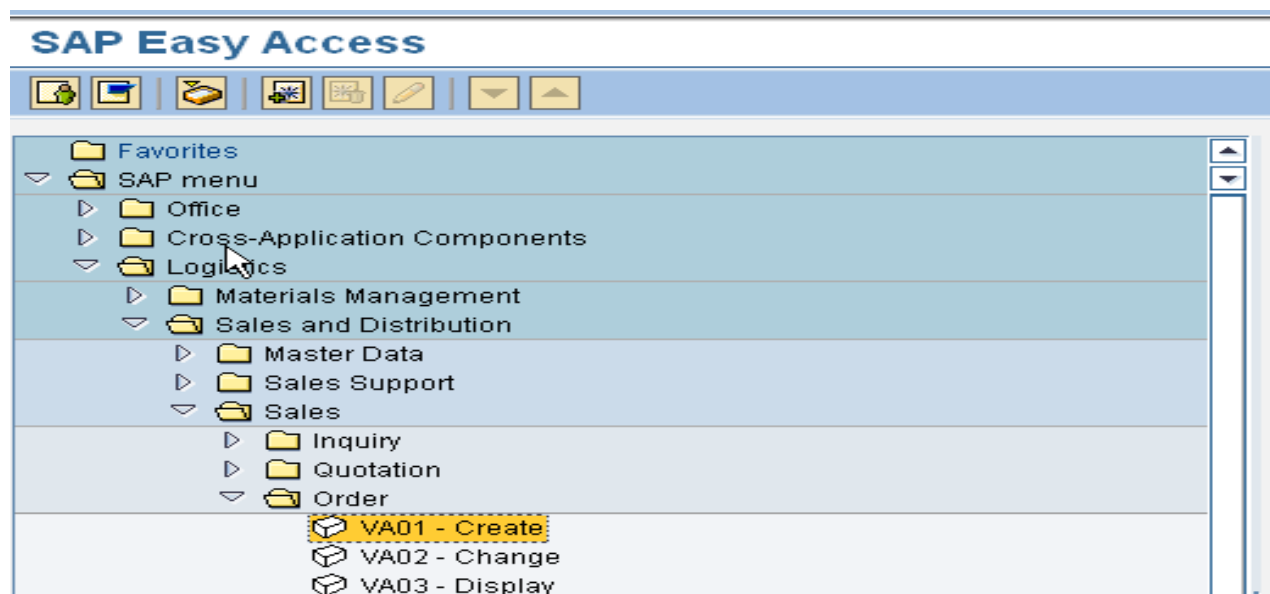 SAP Easy Access
Favorites
SAP menu
Office
Cross-Application Components
Logistics
Materials Management
Sales and Distribution
Master Data
Sales Support
Sales
Inquiry
Quotation
Order
VA01 - Create
VA02 - Change
VA03 - Display